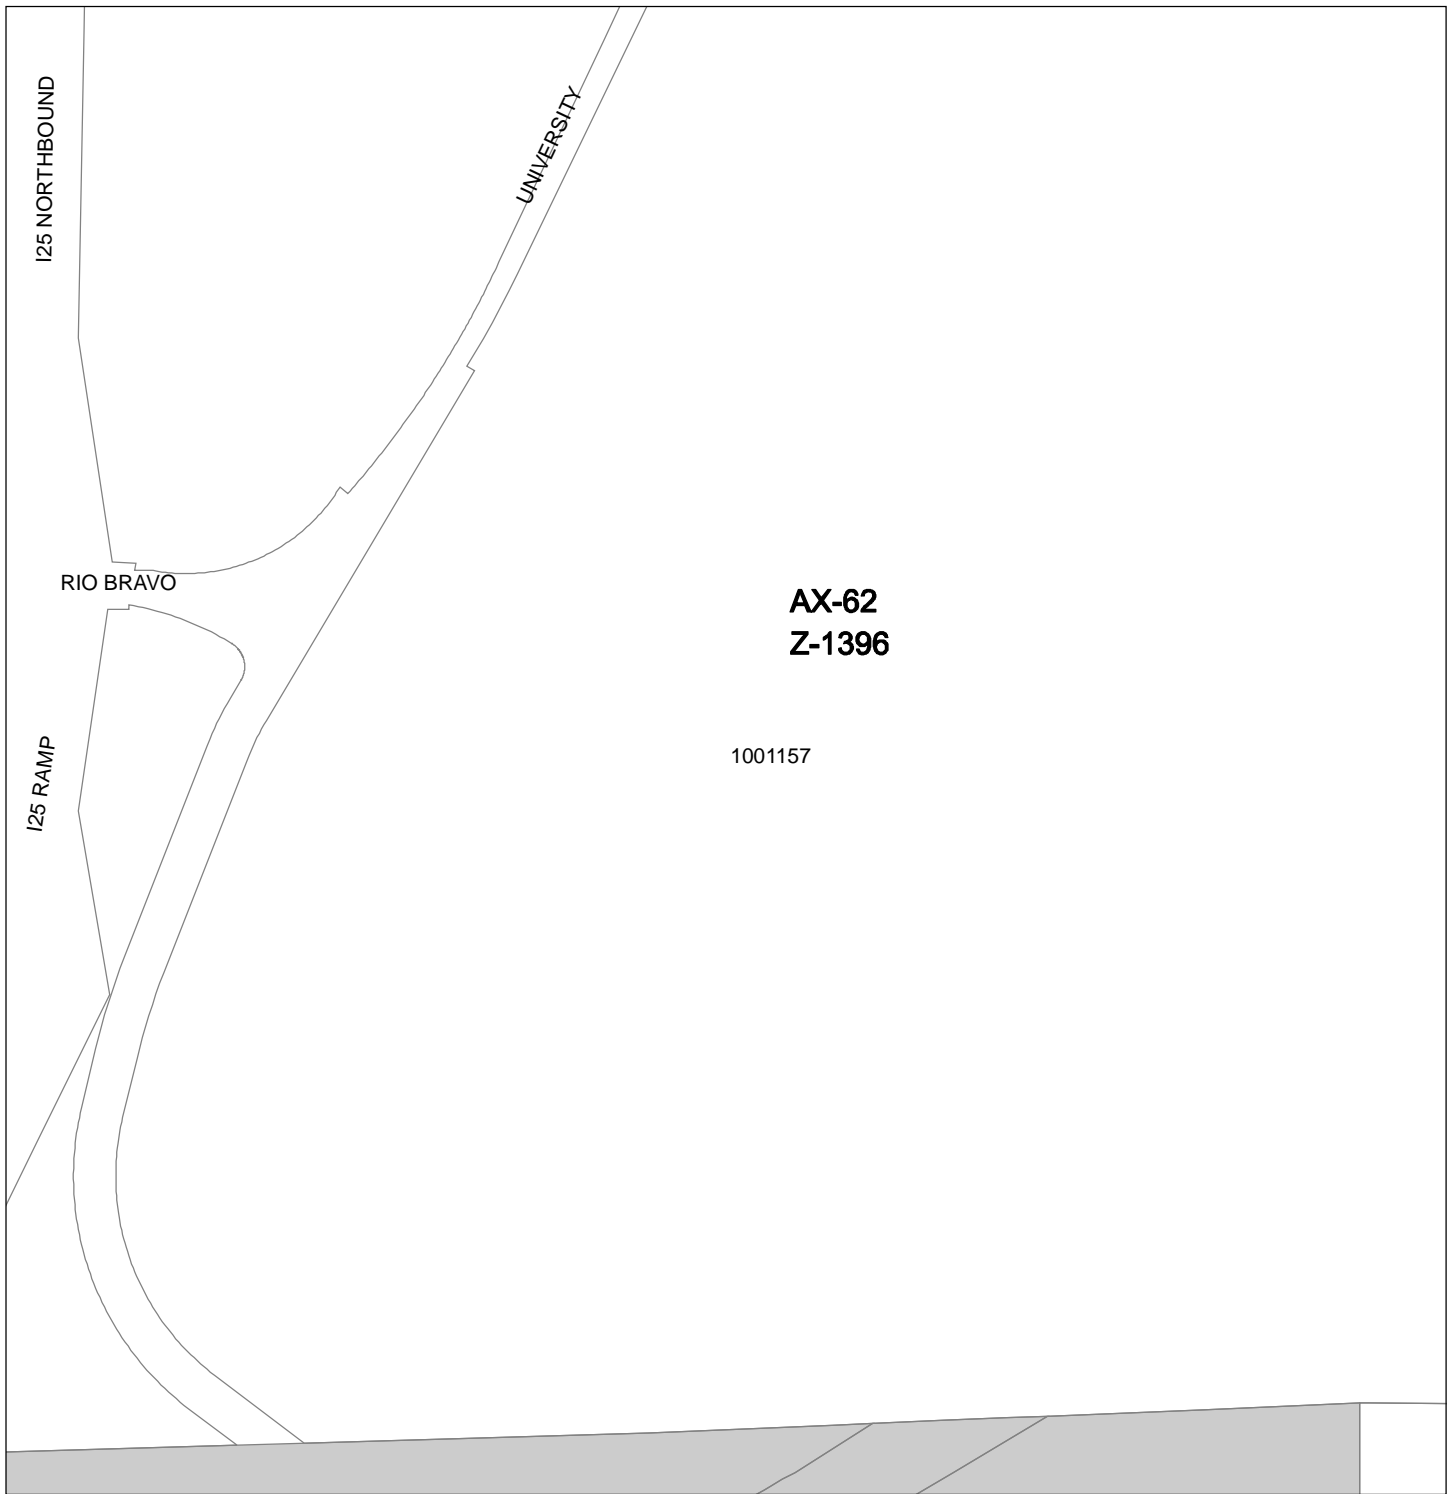 I25 NORTHBOUND
UNIVERSITY
RIO BRAVO
AX-62
Z-1396
I25 RAMP
1001157